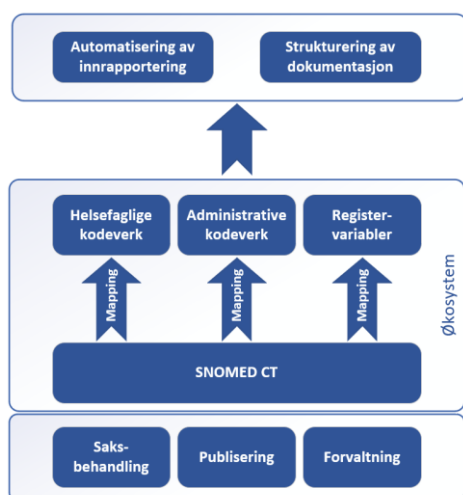 Automatisering av
innrapportering
Strukturering av
dokumentasjon
Helsefaglige
kodeverk
Administrative
kodeverk
Register-
variabler
Mapping
Mapping
Mapping
Økosystem
SNOMED CT
Saks-
behandling
Publisering
Forvaltning